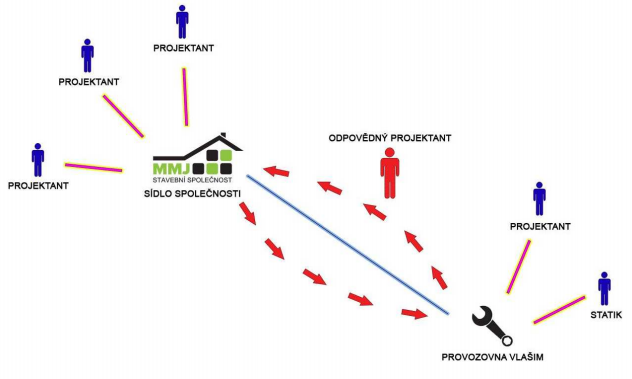 PROJEKTANT
PROJEKTANT
PROJEKTANT
MMJ
STAVEBNÍ SPOLEČNOST
SÍDLO SPOLEČNOSTI
ODPOVĚDNÝ PROJEKTANT
PROJEKTANT
STATIK
PROVOZOVNA VLAŠIM